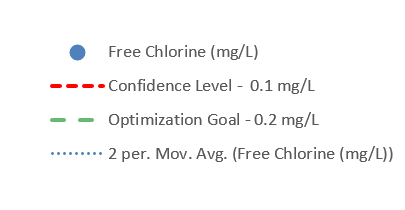 Free Chlorine (mg/L)
Confidence Level - 0.1 mg/L
Optimization Goal - 0.2 mg/L
2 per. Mov. Avg. (Free Chlorine (mg/L))